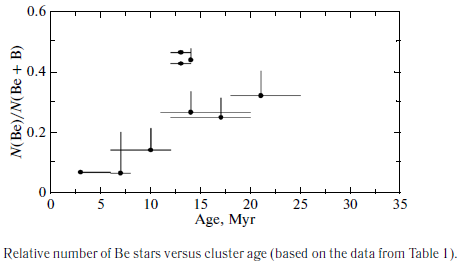 0.6
0.4
0.2
0
N(Be)/N(Be + B)
0 5 10 15 20 25 30 35
Age, Myr
Relative number of Be stars versus cluster age (based on the data from Table 1).